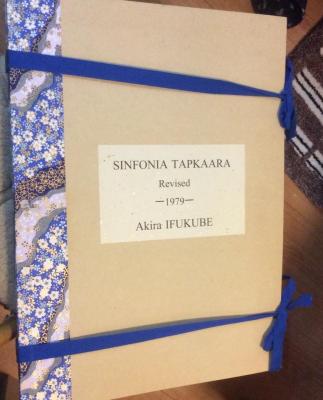 SINFONIA TAPKAARA
Revised
—1979—
Akira IFUKUBE